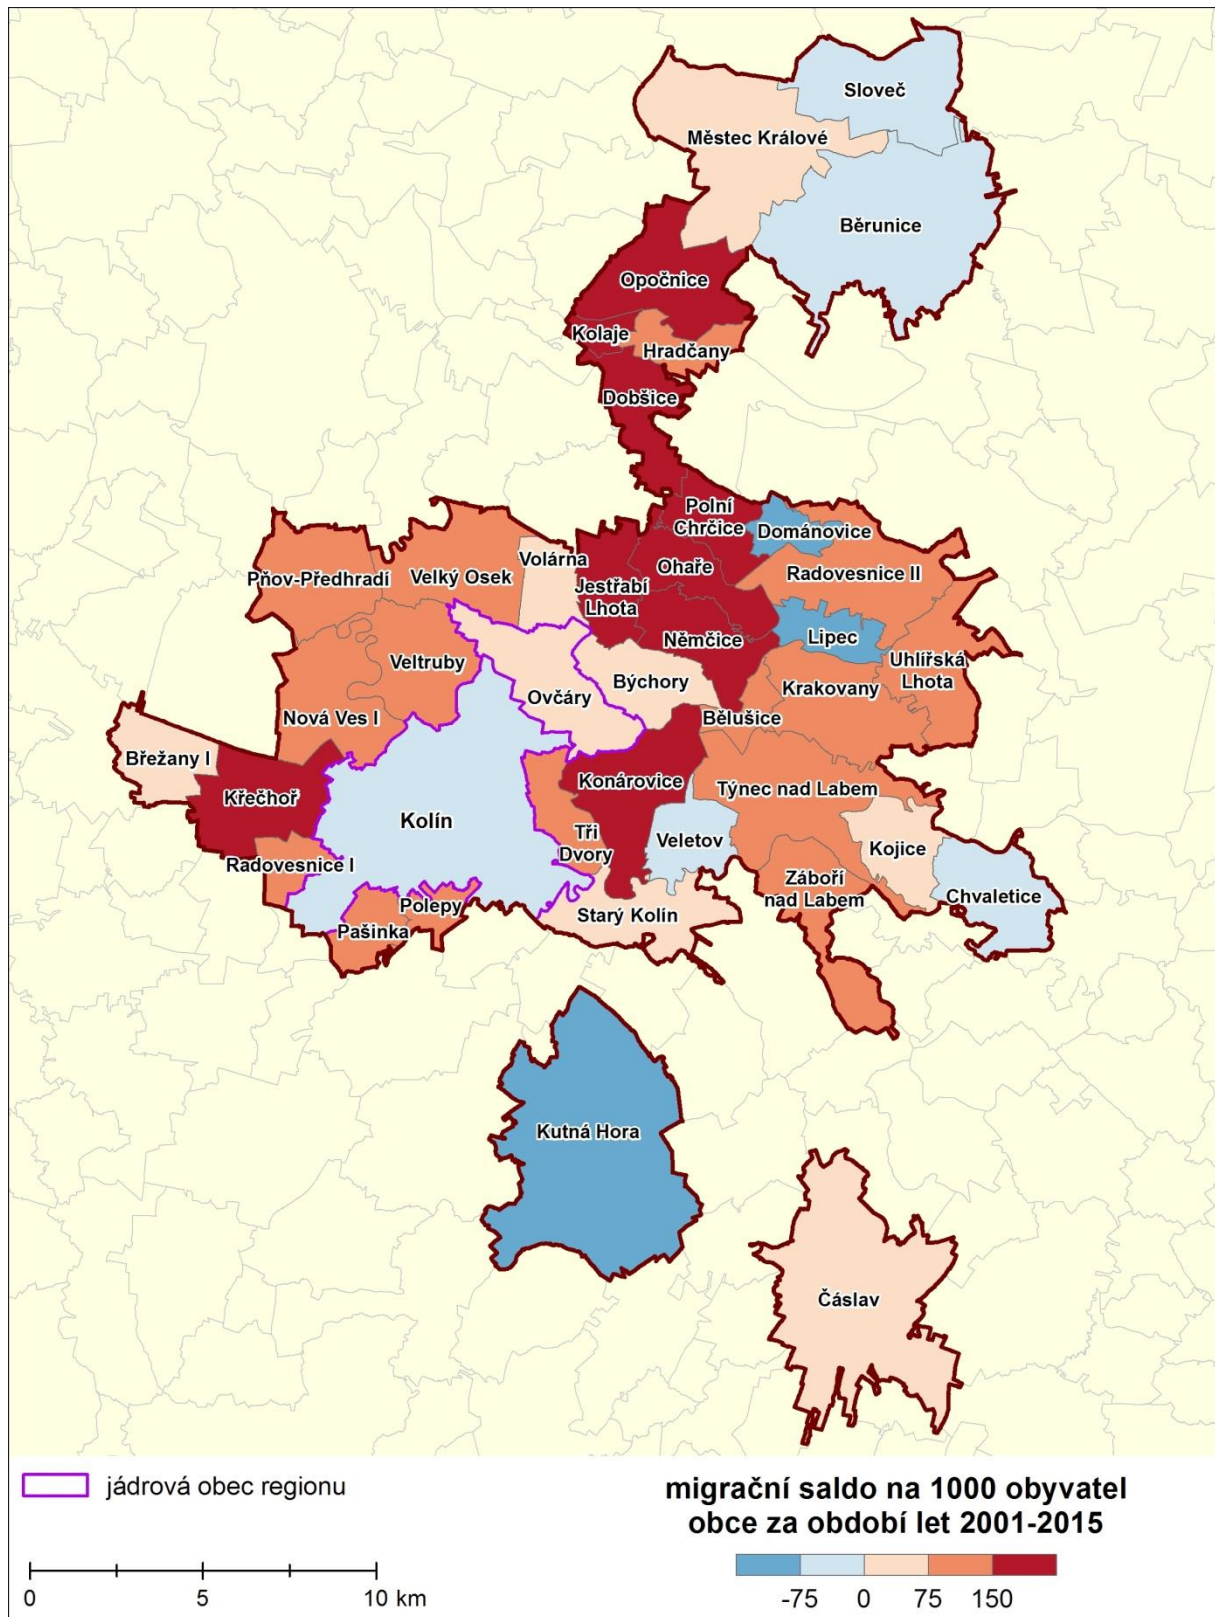 Sloveč
Městec Králové
Běrunice
Opočnice
Kolaje
Hradčany
Dobšice
Polní
Chrčice
Dománovice
Volárna
Ohaře
Radovesnice II
Pňov-Předhradí
Velký Osek
Jestřabí
Lhota
Němčice
Lipec
Uhlířská
Lhota
Veltruby
Býchory
Krakovany
Ovčáry
Nová Ves I
Bělušice
Břežany I
Konárovice
Týnec nad Labem
Křečhoř
Kolín
Tři
Dvory
Veletov
Kojice
Radovesnice I
Záboří
nad Labem
Chvaletice
Polepy
Pašinka
Starý Kolín
Kutná Hora
Čáslav
jádrová obec regionu
migrační saldo na 1000 obyvatel
obce za období let 2001-2015
-75 0 75 150
0 5 10 km